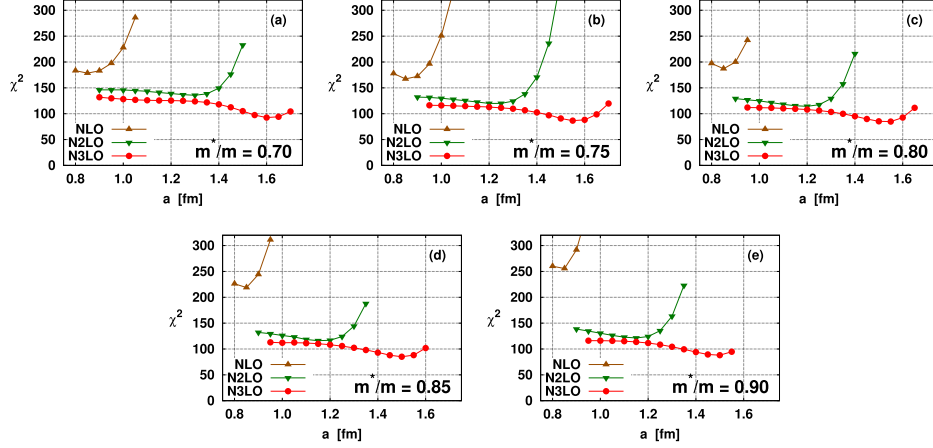 300
250
200
150
100
50
0
χ²
(a)
NLO
N2LO
N3LO
m*/m = 0.70
0.8 1.0 1.2 1.4 1.6
a [fm]
300
250
200
150
100
50
0
χ²
(b)
NLO
N2LO
N3LO
m*/m = 0.75
0.8 1.0 1.2 1.4 1.6
a [fm]
300
250
200
150
100
50
0
χ²
(c)
NLO
N2LO
N3LO
m*/m = 0.80
0.8 1.0 1.2 1.4 1.6
a [fm]
300
250
200
150
100
50
0
χ²
(d)
NLO
N2LO
N3LO
m*/m = 0.85
0.8 1.0 1.2 1.4 1.6
a [fm]
300
250
200
150
100
50
0
χ²
(e)
NLO
N2LO
N3LO
m*/m = 0.90
0.8 1.0 1.2 1.4 1.6
a [fm]